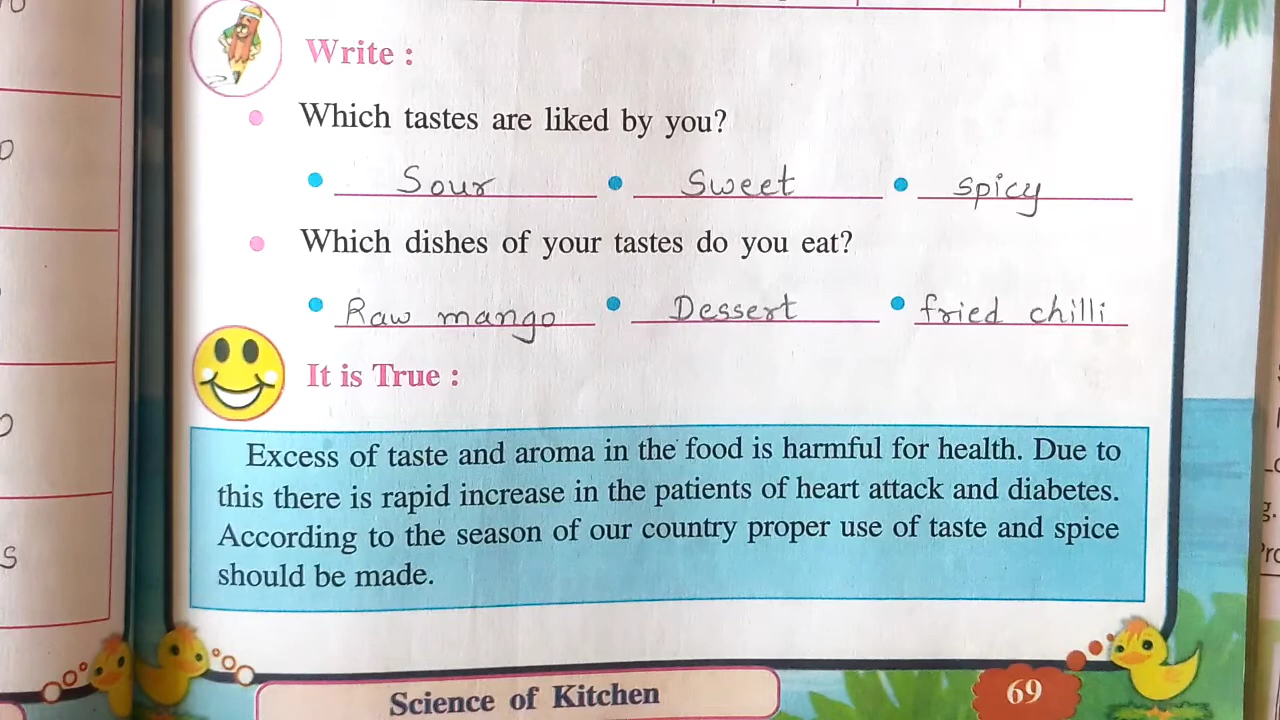 Write :
Which tastes are liked by you?
Sour Sweet spicy
Which dishes of your tastes do you eat?
Raw mango Dessert fried chilli
It is True :
Excess of taste and aroma in the food is harmful for health. Due to
this there is rapid increase in the patients of heart attack and diabetes.
According to the season of our country proper use of taste and spice
should be made.
Science of Kitchen
69